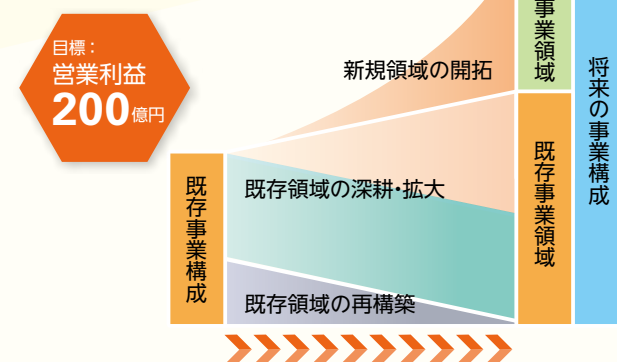 目標：
営業利益
200億円
新規領域の開拓
既存領域の深耕・拡大
既存領域の再構築
既存事業構成
事業領域
既存事業領域
将来の事業構成